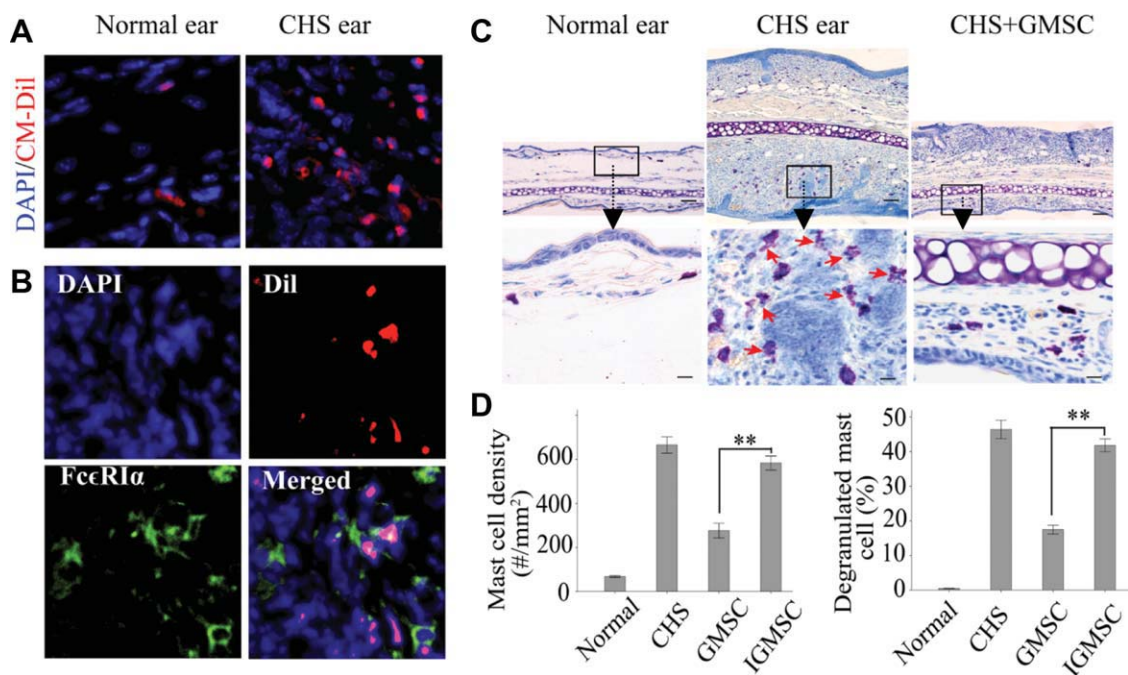 A
Normal ear
CHS ear
DAPI/CM-Dil
B
DAPI
Dil
FcϵRIα
Merged
C
Normal ear
CHS ear
CHS+GMSC
D
Mast cell density
(#/mm²)
600
400
200
0
Normal
CHS
GMSC
IGMSC
**
Degranulated mast
cell (%)
50
40
30
20
10
0
Normal
CHS
GMSC
IGMSC
**